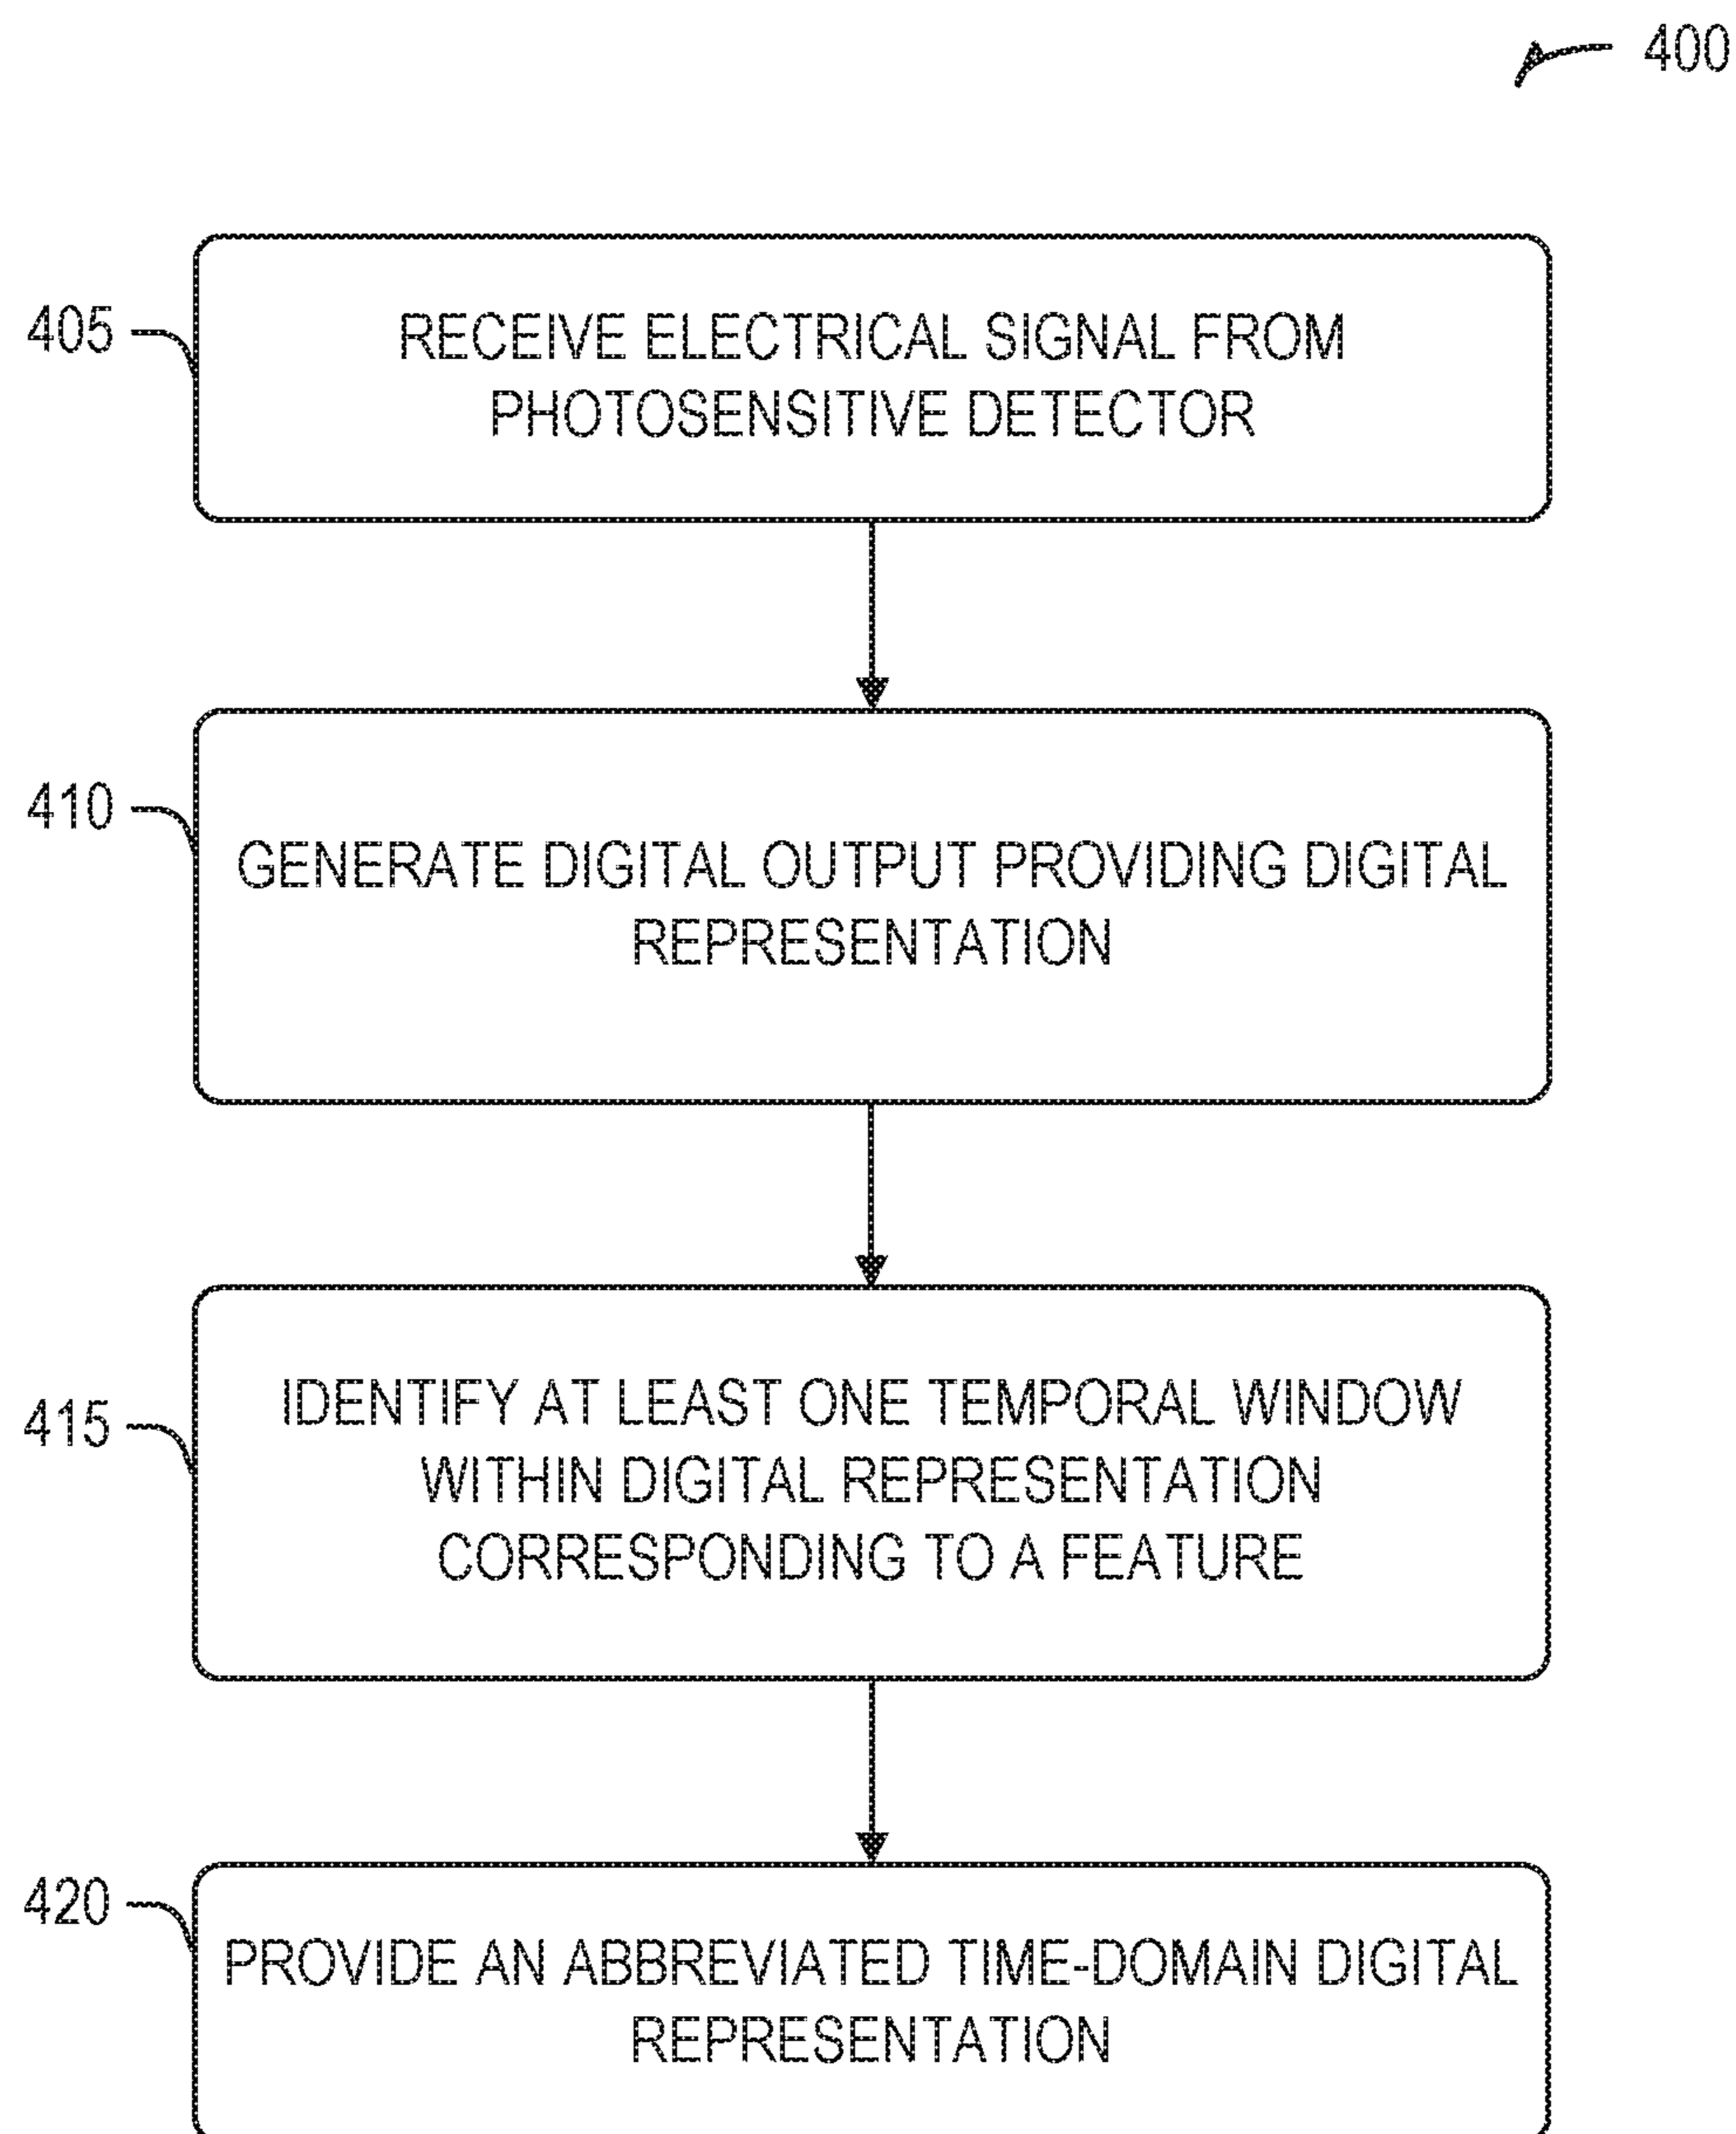 400
405
RECEIVE ELECTRICAL SIGNAL FROM
PHOTOSENSITIVE DETECTOR
410
GENERATE DIGITAL OUTPUT PROVIDING DIGITAL
REPRESENTATION
415
IDENTIFY AT LEAST ONE TEMPORAL WINDOW
WITHIN DIGITAL REPRESENTATION
CORRESPONDING TO A FEATURE
420
PROVIDE AN ABBREVIATED TIME-DOMAIN DIGITAL
REPRESENTATION